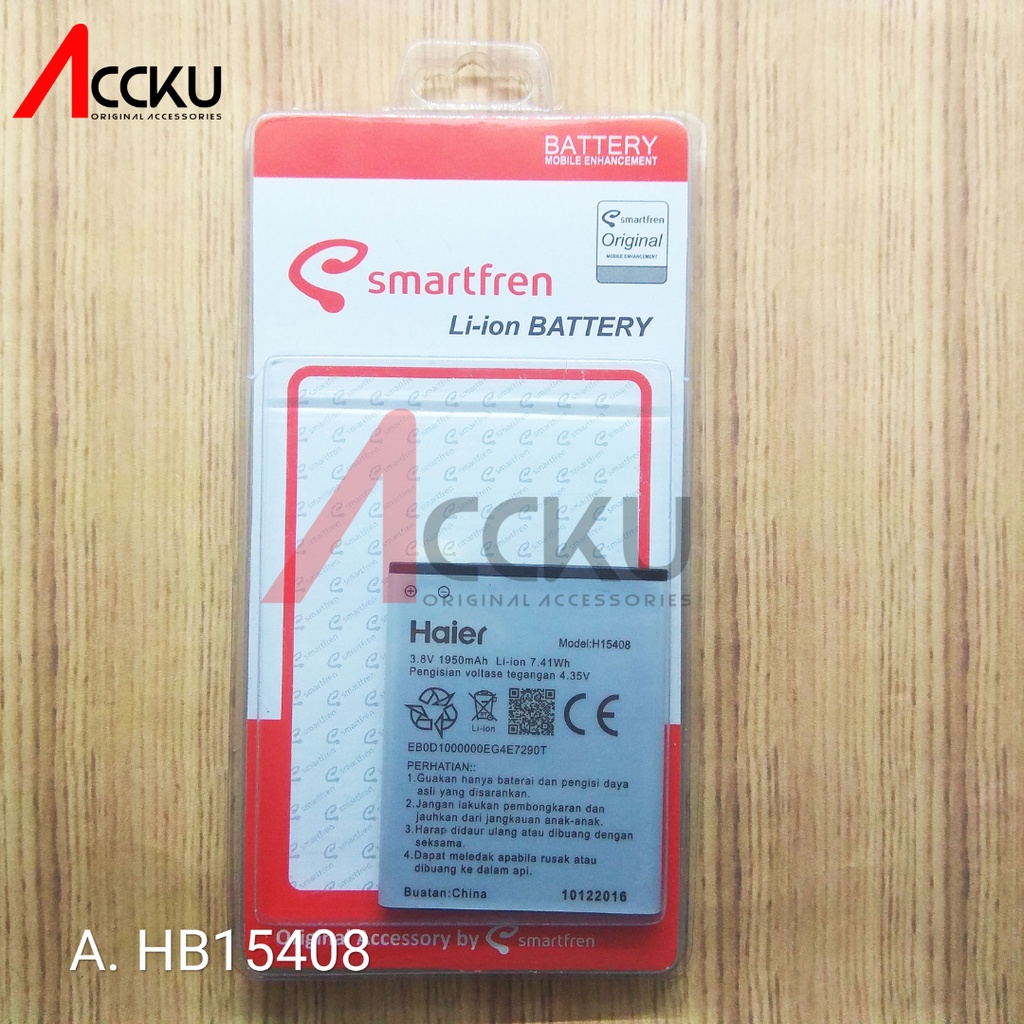 ACCKU
ORIGINAL ACCESSORIES
BATTERY
MOBILE ENHANCEMENT
smartfren
Original
MOBILE ENHANCEMENT
smartfren
Li-ion BATTERY
ACCKU
ORIGINAL ACCESSORIES
Haier
Model:H15408
3.8V 1950mAh Li-ion 7.41Wh
Pengisian voltase tegangan 4.35V
Li-ion
CE
EB0D1000000EG4E7290T
PERHATIAN::
1.Guakan hanya baterai dan pengisi daya
asli yang disarankan.
2.Jangan iakukan pembongkaran dan
jauhkan dari jangkauan anak-anak.
3.Harap didaur ulang atau dibuang dengan
seksama.
4.Dapat meledak apabila rusak atau
dibuang ke dalam api.
Buatan:China
10122016
Original Accessory by smartfren
A. HB15408